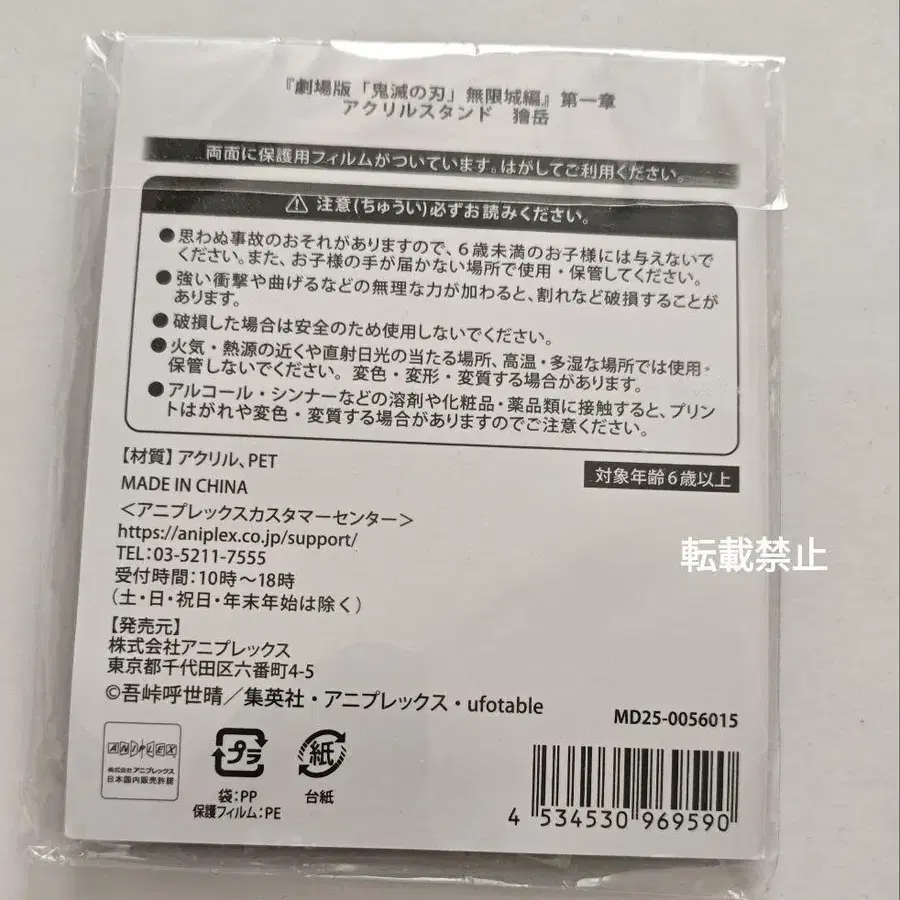 『劇場版「鬼滅の刃」無限城編』第一章
アクリルスタンド 獪岳
両面に保護用フィルムがついています。はがしてご利用ください。
注意(ちゅうい)必ずお読みください。
●思わぬ事故のおそれがありますので、6歳未満のお子様には与えないで
ください。また、お子様の手が届かない場所で使用・保管してください。
●強い衝撃や曲げるなどの無理な力が加わると、割れなど破損することが
あります。
●破損した場合は安全のため使用しないでください。
●火気・熱源の近くや直射日光の当たる場所、高温・多湿な場所では使用・
保管しないでください。変色・変形・変質する場合があります。
●アルコール・シンナーなどの溶剤や化粧品・薬品類に接触すると、プリン
トはがれや変色・変質する場合がありますのでご注意ください。
【材質】アクリル、PET
対象年齢6歳以上
MADE IN CHINA
＜アニプレックスカスタマーセンター＞
https://aniplex.co.jp/support/
TEL:03-5211-7555
転載禁止
受付時間:10時～18時
(土・日・祝日・年末年始は除く)
【発売元】
株式会社アニプレックス
東京都千代田区六番町4-5
©吾峠呼世晴／集英社・アニプレックス・ufotable
MD25-0056015
ANIPLEX
株式会社アニプレックス
日本国内販売許諾
プラ
袋:PP
保護フィルム:PE
紙
台紙
4 534530 969590